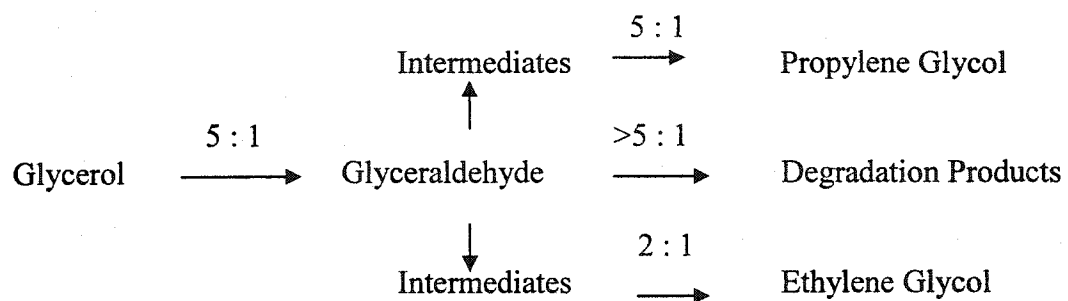 5 : 1
Intermediates Propylene Glycol
5 : 1 >5 : 1
Glycerol Glyceraldehyde Degradation Products
2 : 1
Intermediates Ethylene Glycol